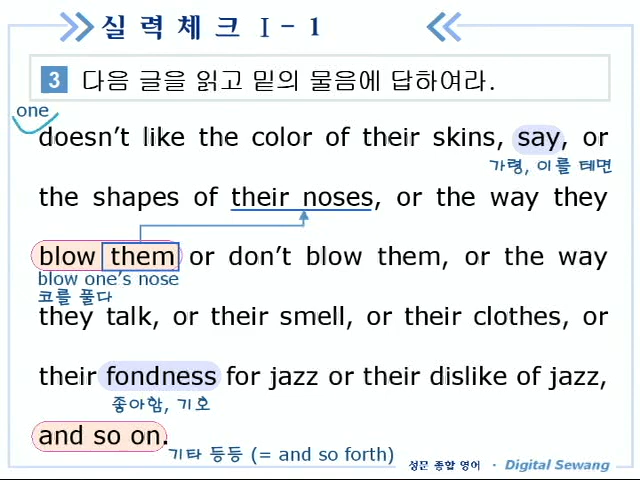 실 력 체 크 Ⅰ - 1
3 다음 글을 읽고 밑의 물음에 답하여라.
one
doesn't like the color of their skins, say, or
가령, 이를 테면
the shapes of their noses, or the way they
blow them or don't blow them, or the way
blow one's nose
코를 풀다
they talk, or their smell, or their clothes, or
their fondness for jazz or their dislike of jazz,
좋아함, 기호
and so on.
기타 등등 (= and so forth)
성문 종합 영어 · Digital Sewang